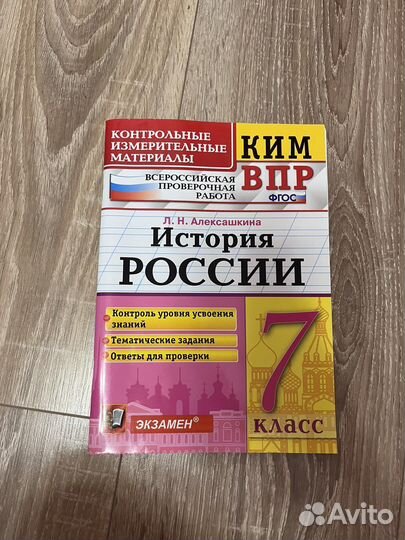 КОНТРОЛЬНЫЕ
ИЗМЕРИТЕЛЬНЫЕ
МАТЕРИАЛЫ
КИМ
ВСЕРОССИЙСКАЯ
ПРОВЕРОЧНАЯ
РАБОТА
ВПР
ФГОС
Л. Н. Алексашкина
История
РОССИИ
Контроль уровня усвоения
знаний
Тематические задания
Ответы для проверки
7
КЛАСС
ЭКЗАМЕН®
Avito